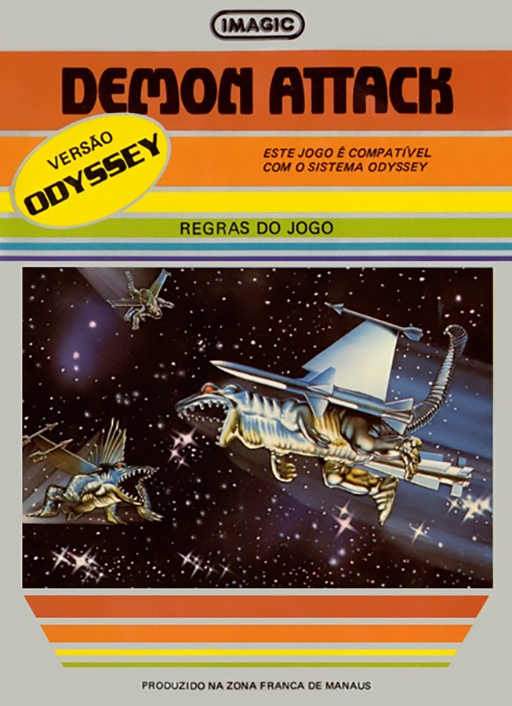 IMAGIC
DEMON ATTACK
VERSÃO
ODYSSEY
ESTE JOGO É COMPATÍVEL
COM O SISTEMA ODYSSEY
REGRAS DO JOGO
PRODUZIDO NA ZONA FRANCA DE MANAUS